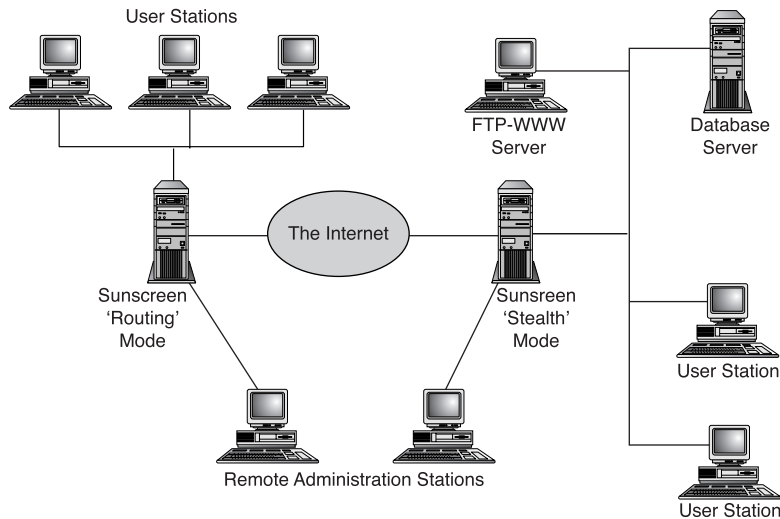 User Stations
FTP-WWW
Server
Database
Server
The Internet
Sunscreen
'Routing'
Mode
Sunsreen
'Stealth'
Mode
User Station
Remote Administration Stations
User Station